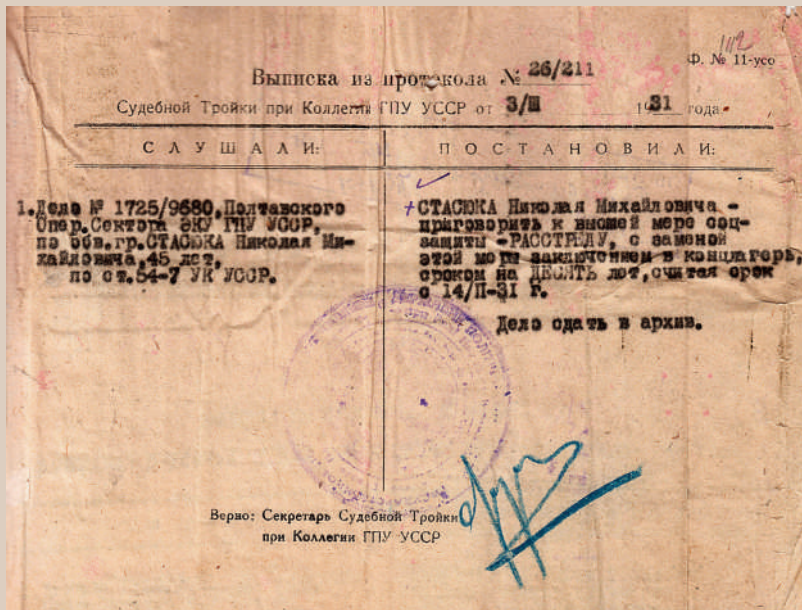 1112
Ф. № 11-усо
Выписка из протокола № 26/211
Судебной Тройки при Коллегии ГПУ УССР от 3/Ш 1931 года.
СЛУШАЛИ:
1.Дело № 1725/9680,Полтавского
Опер.Сектора ЭКУ ГПУ УССР,
по обв.гр.СТАСЮКА Николая Ми-
хайловича,45 лет,
по ст.54-7 УК УССР.
ПОСТАНОВИЛИ:
+СТАСЮКА Николая Михайловича -
приговорить к высшей мере соц-
защиты -РАССТРЕЛУ, с заменой
этой меры заключением в концлагерь,
сроком на ДЕСЯТЬ лет,считая срок
с 14/П-31 Г.
Дело сдать в архив.
Верно: Секретарь Судебной Тройки
при Коллегии ГПУ УССР